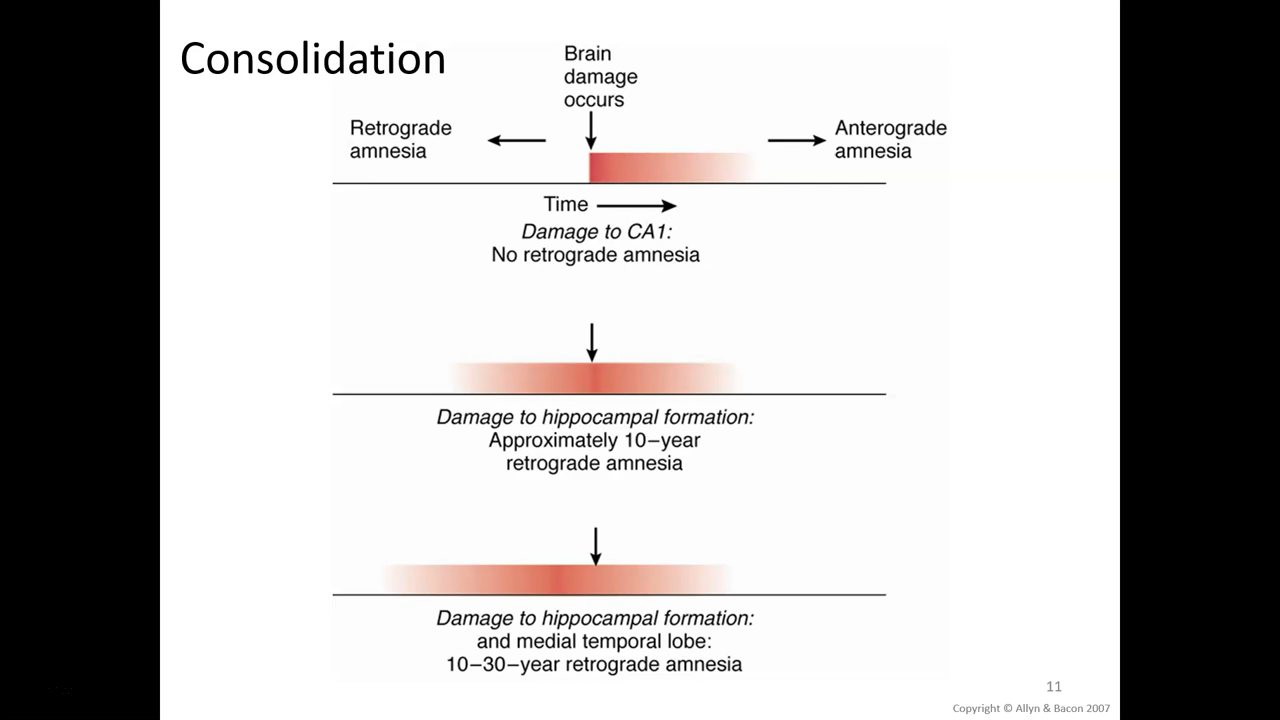 Consolidation
Brain
damage
occurs
Retrograde
amnesia
Anterograde
amnesia
Time
Damage to CA1:
No retrograde amnesia
Damage to hippocampal formation:
Approximately 10–year
retrograde amnesia
Damage to hippocampal formation:
and medial temporal lobe:
10–30–year retrograde amnesia
11
Copyright © Allyn & Bacon 2007